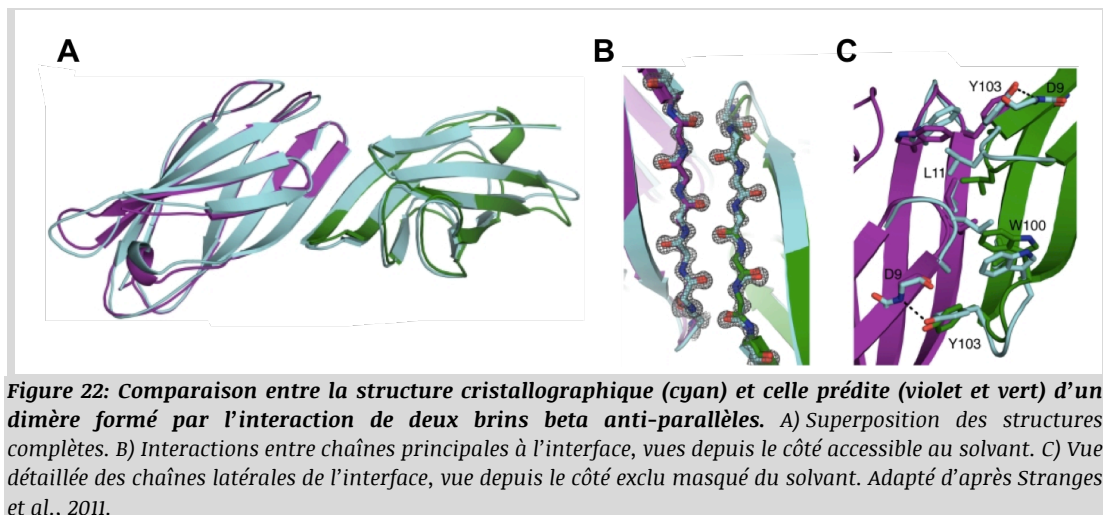 A
B
C
Y103
D9
L11
W100
D9
Y103
Figure 22: Comparaison entre la structure cristallographique (cyan) et celle prédite (violet et vert) d'un
dimère formé par l'interaction de deux brins beta anti-parallèles. A) Superposition des structures
complètes. B) Interactions entre chaînes principales à l'interface, vues depuis le côté accessible au solvant. C) Vue
détaillée des chaînes latérales de l'interface, vue depuis le côté exclu masqué du solvant. Adapté d'après Stranges
et al., 2011.